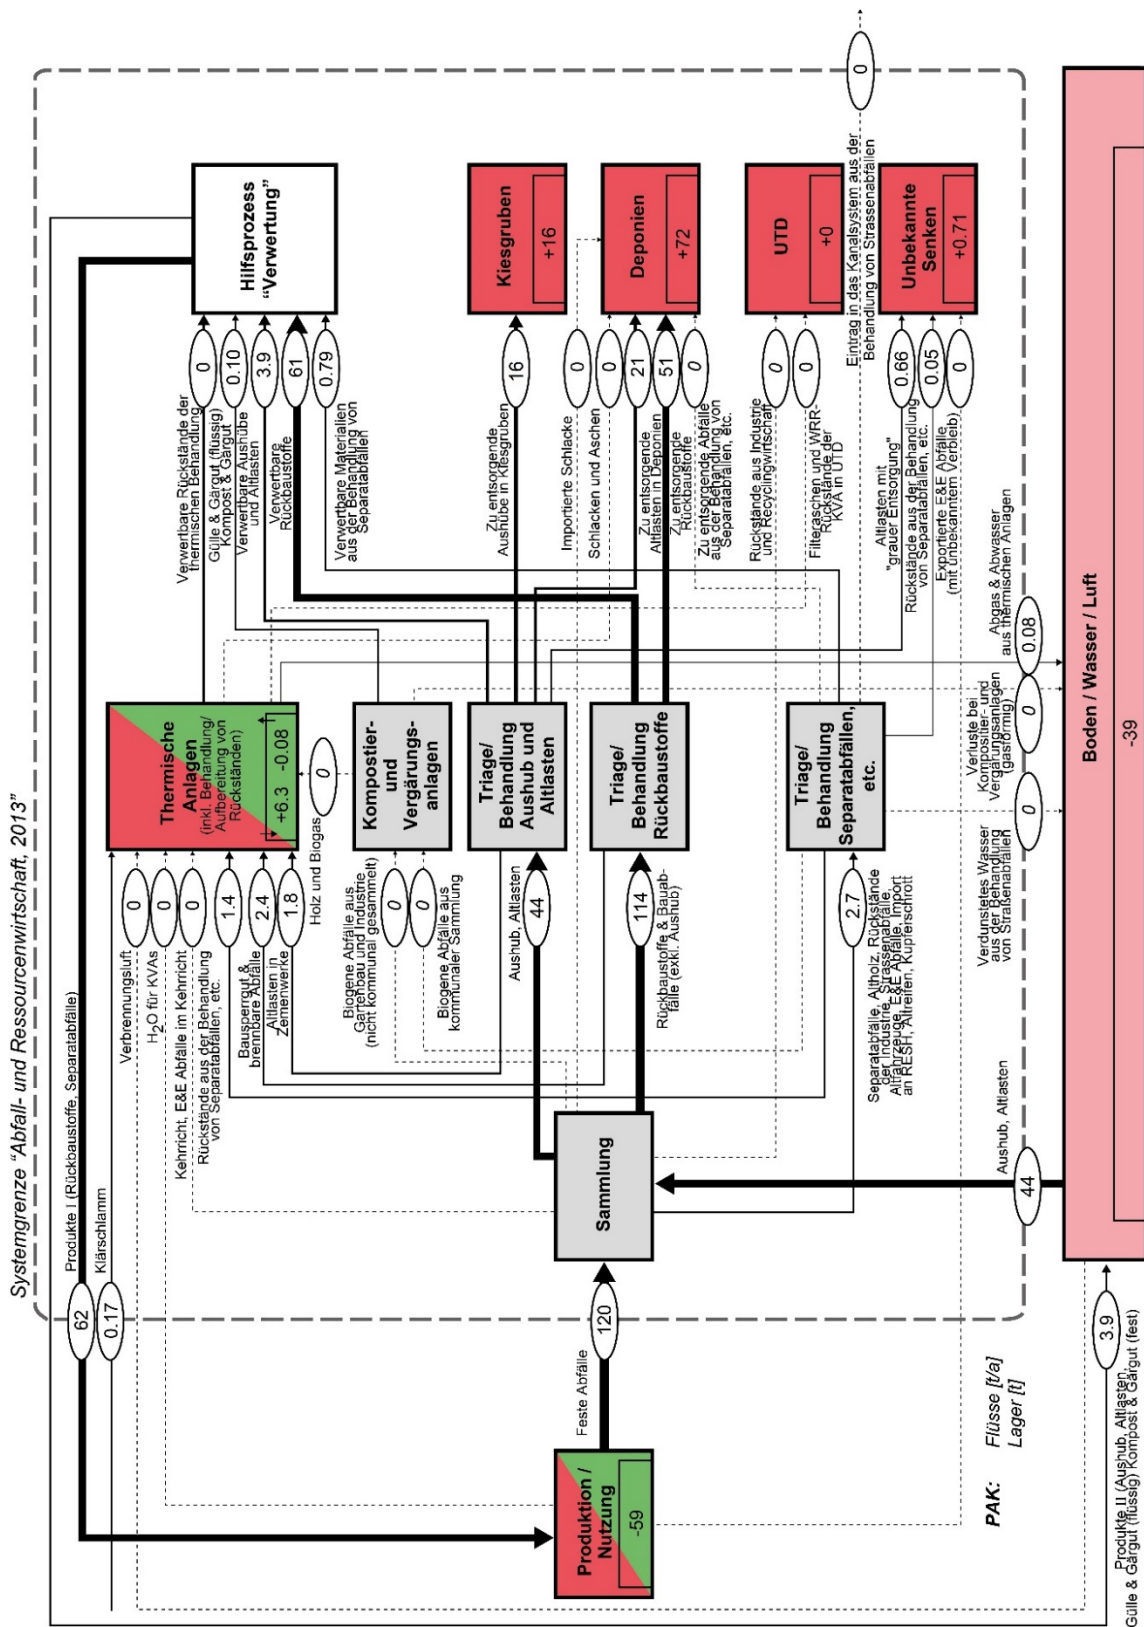 Systemgrenze "Abfall- und Ressourcenwirtschaft, 2013"
Produkte I (Rückbaustoffe, Separatabfälle)
62
Klärschlamm
0.17
Verbrennungsluft
0
H2O für KVAs
0
Kehrricht, E&E Abfälle im Kehrricht
0
Rückstände aus der Behandlung
von Separatabfällen, etc.
1.4
Bausperrgut &
brennbare Abfälle
2.4
Altlasten in
Zemenwerke
1.8
Thermische
Anlagen
(inkl. Behandlung/
Aufbereitung von
Rückständen)
+6.3
-0.08
Holz und Biogas
0
Biogene Abfälle aus
Gartenbau und Industrie
(nicht kommunal gesammelt)
0
Biogene Abfälle aus
kommunaler Sammlung
0
Kompostier-
und
Vergärungs-
anlagen
Aushub, Altlasten
44
Triage/
Behandlung
Aushub und
Altlasten
Rückbaustoffe & Bauab-
fälle (exkl. Aushub)
114
Triage/
Behandlung
Rückbaustoffe
Separatabfälle, Altholz, Rückstände
der Industrie, Strassenabfälle,
Altfahrzeuge, E&E Abfälle, Import
an RESH, Altreifen, Kupferschrott
2.7
Triage/
Behandlung
Separatabfällen,
etc.
Verwertbare Rückstände der
thermischen Behandlung
0
Gülle & Gärgut (flüssig)
Kompost & Gärgut
0.10
Verwertbare Aushübe
und Altlasten
3.9
Verwertbare
Rückbaustoffe
61
Verwertbare Materialien
aus der Behandlung von
Separatabfällen
0.79
Hilfsprozess
"Verwertung"
Zu entsorgende
Aushübe in Kiesgruben
16
Kiesgruben
+16
Importierte Schlacke
0
Schlacken und Aschen
0
Zu entsorgende
Altlasten in Deponien
21
Zu entsorgende
Rückbaustoffe
51
Zu entsorgende Abfälle
aus der Behandlung von
Separatabfällen, etc.
0
Deponien
+72
Rückstände aus Industrie
und Recyclingwirtschaft
0
Filteraschen und WRR-
Rückstände der
KVA in UTD
0
UTD
+0
Eintrag in das Kanalsystem aus der
Behandlung von Strassenabfällen
0
Altlasten mit
"grauer Entsorgung"
0.66
Rückstände aus der Behandlung
von Separatabfällen, etc.
0.05
Exportierte E&E Abfälle
(mit unbekanntem Verbleib)
0
Unbekannte
Senken
+0.71
Abgas & Abwasser
aus thermischen Anlagen
0.08
Verluste bei
Kompositier- und
Vergärungsanlagen
(gasförmig)
0
Verdunstetes Wasser
aus der Behandlung
von Straßenabfällen
0
Feste Abfälle
120
Sammlung
Aushub, Altlasten
44
Produktion /
Nutzung
-59
PAK: Flüsse [t/a]
Lager [t]
Boden / Wasser / Luft
-39
3.9
Produkte II (Aushub, Altlasten,
Gülle & Gärgut (flüssig) Kompost & Gärgut (fest)